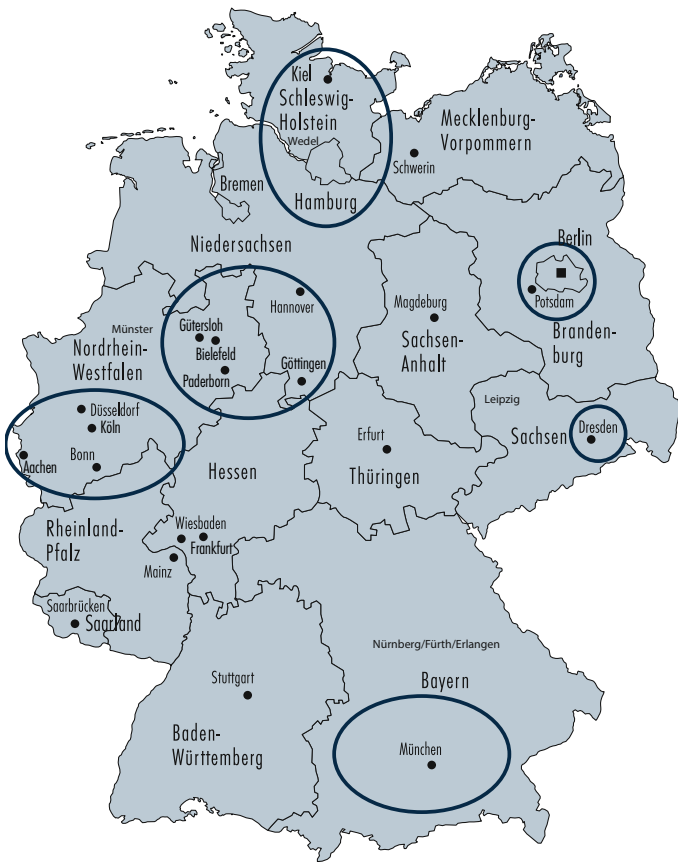 Kiel
Schleswig-
Holstein
Wedel
Mecklenburg-
Vorpommern
Schwerin
Bremen
Hamburg
Niedersachsen
Berlin
Potsdam
Branden-
burg
Hannover
Magdeburg
Sachsen-
Anhalt
Münster
Gütersloh
Bielefeld
Paderborn
Göttingen
Nordrhein-
Westfalen
Düsseldorf
Köln
Aachen
Bonn
Leipzig
Sachsen
Dresden
Erfurt
Thüringen
Hessen
Rheinland-
Pfalz
Wiesbaden
Frankfurt
Mainz
Saarbrücken
Saarland
Nürnberg/Fürth/Erlangen
Bayern
Stuttgart
Baden-
Württemberg
München